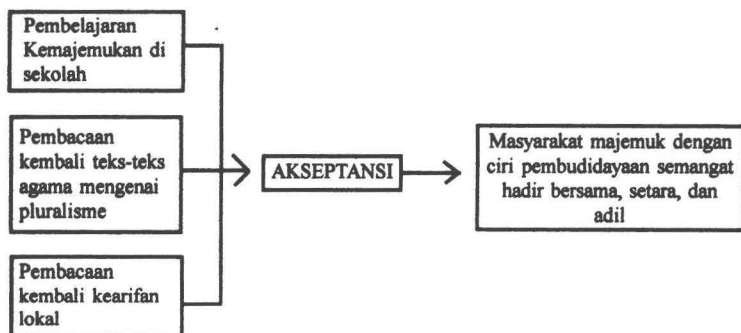 Pembelajaran
Kemajemukan di
sekolah
Pembacaan
kembali teks-teks
agama mengenai
pluralisme
Pembacaan
kembali kearifan
lokal
AKSEPTANSI
Masyarakat majemuk dengan
ciri pembudidayaan semangat
hadir bersama, setara, dan
adil